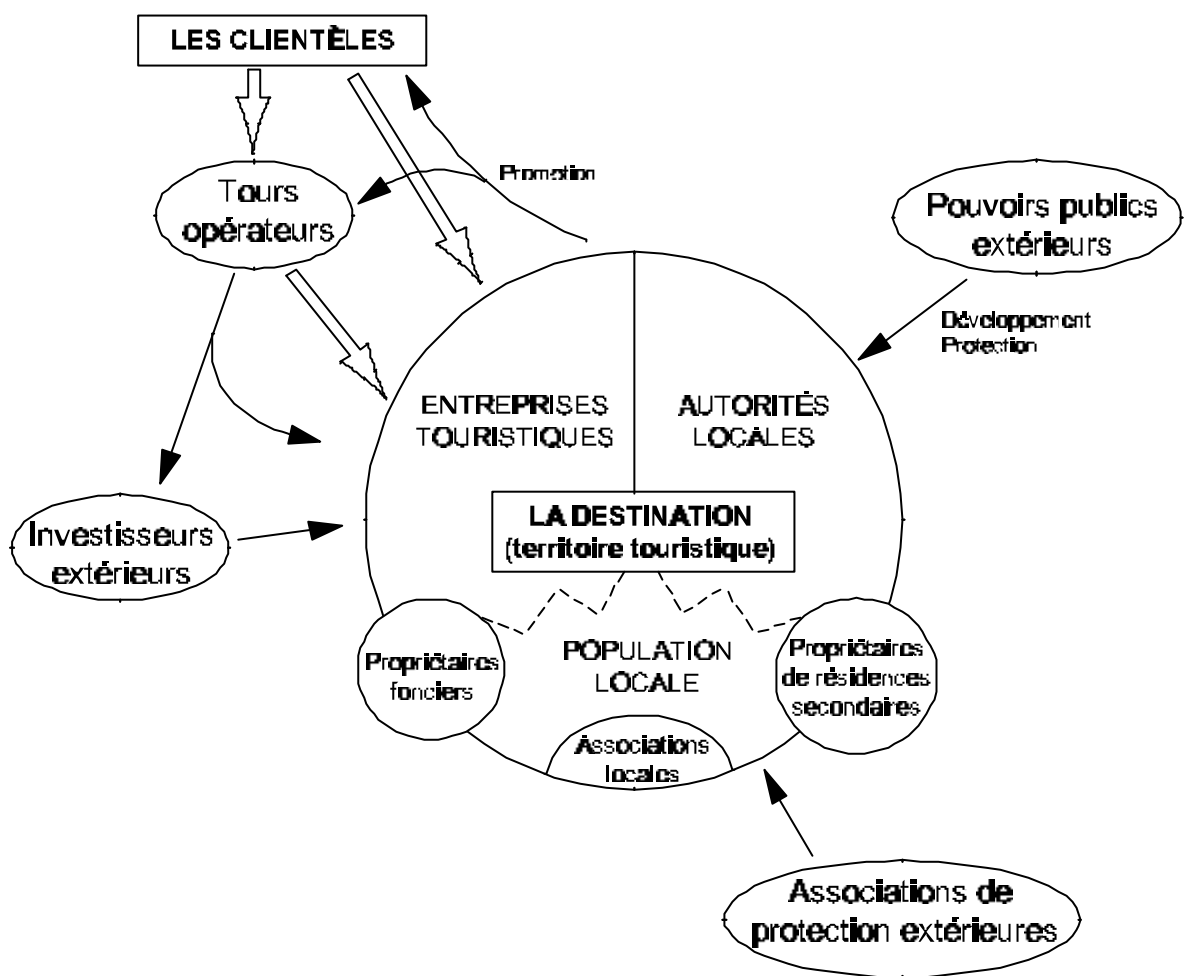 LES CLIENTÈLES
Tours
opérateurs
Promotion
Pouvoirs publics
extérieurs
Développement
Protection
ENTREPRISES
TOURISTIQUES
AUTORITÉS
LOCALES
LA DESTINATION
(territoire touristique)
Investisseurs
extérieurs
Propriétaires
fonciers
POPULATION
LOCALE
Propriétaires
de résidences
secondaires
Associations
locales
Associations de
protection extérieures